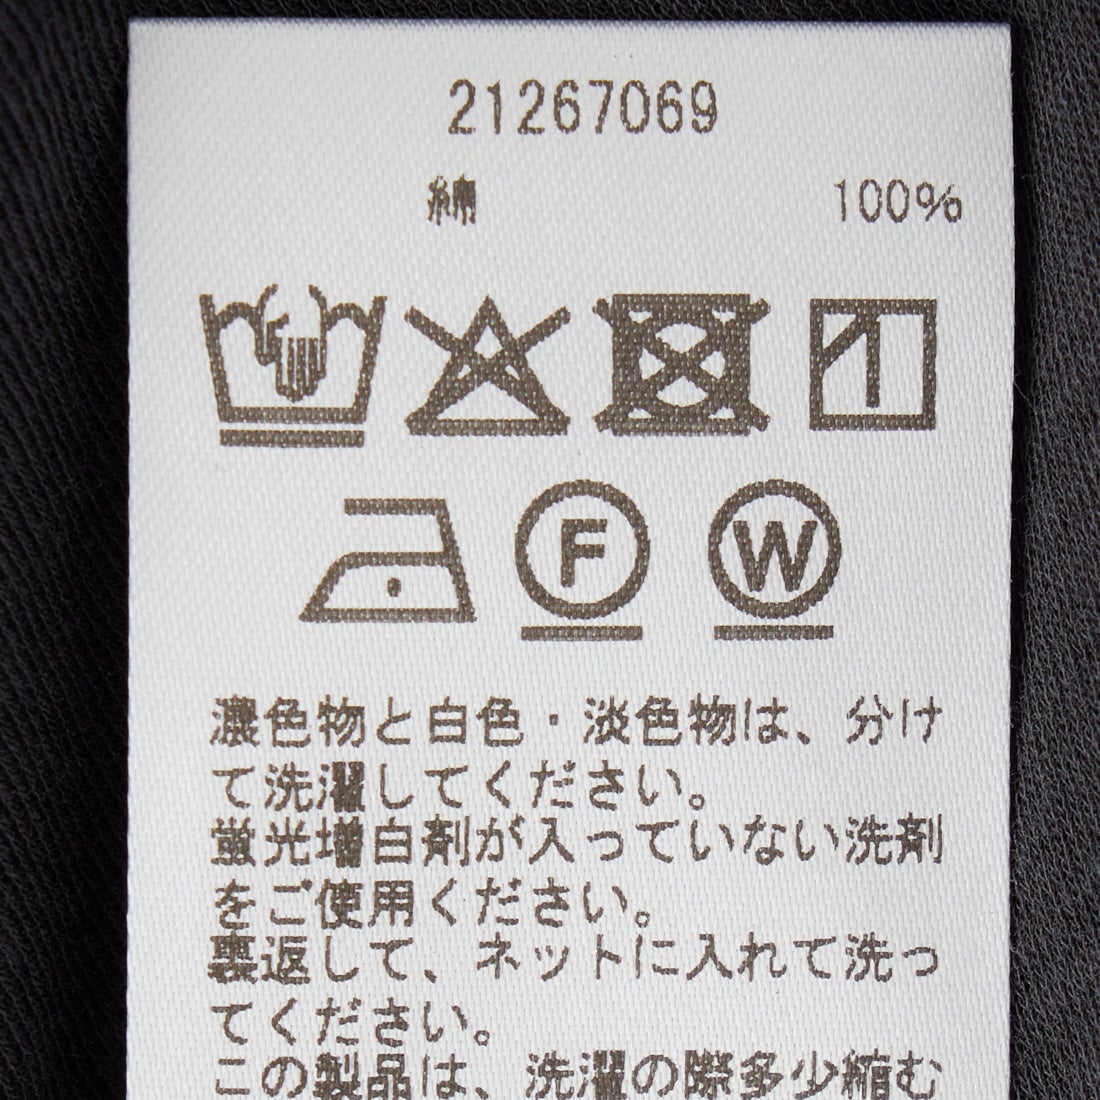 21267069
綿 100%
F W
濃色物と白色・淡色物は、分け
て洗濯してください。
蛍光増白剤が入っていない洗剤
をご使用ください。
裏返して、ネットに入れて洗っ
てください。
この製品は、洗濯の際多少縮む